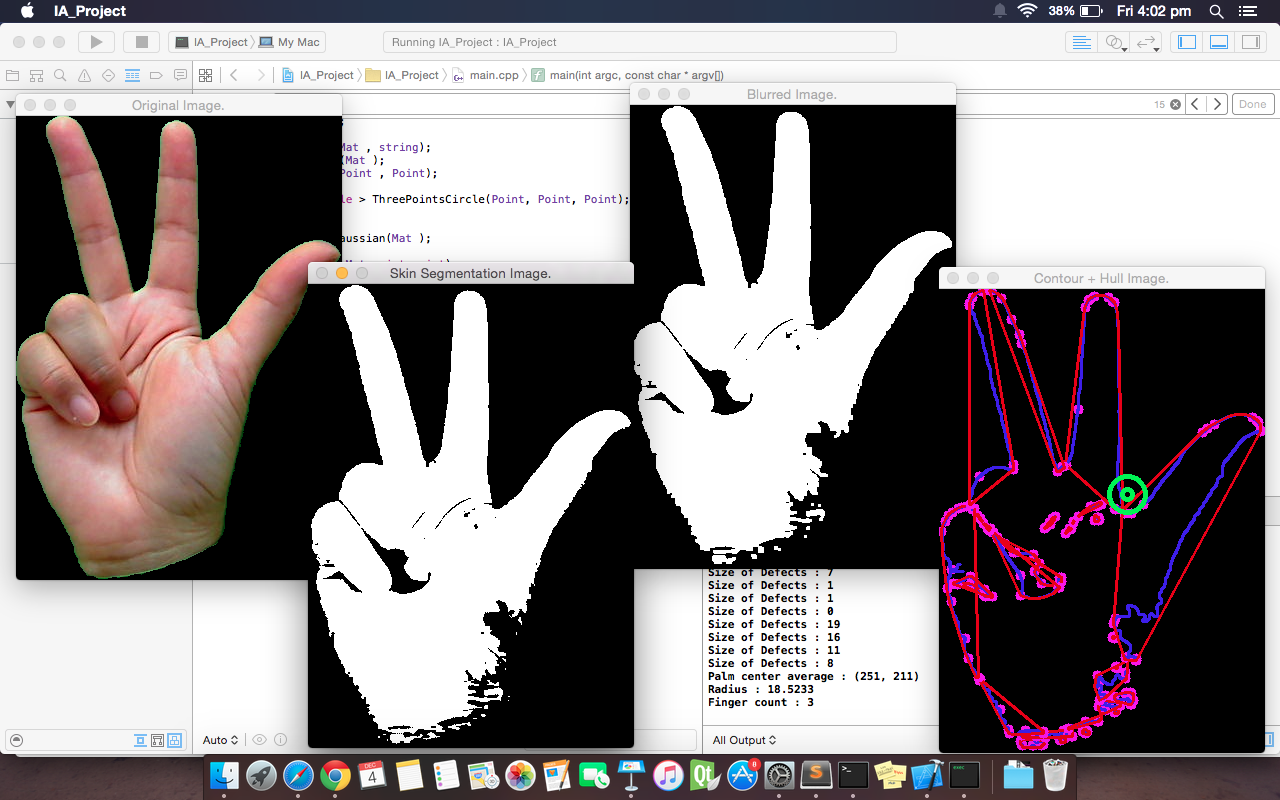 IA_Project
38%
Fri 4:02 pm
IA_Project
My Mac
Running IA_Project : IA_Project
IA_Project
IA_Project
main.cpp
main(int argc, const char * argv[])
15
Done
Original Image.
Blurred Image.
Mat , string);
(Mat );
Point , Point);
le > ThreePointsCircle(Point, Point, Point);
aussian(Mat );
Skin Segmentation Image.
Contour + Hull Image.
Size of Defects : 7
Size of Defects : 1
Size of Defects : 1
Size of Defects : 0
Size of Defects : 19
Size of Defects : 16
Size of Defects : 11
Size of Defects : 8
Palm center average : (251, 211)
Radius : 18.5233
Finger count : 3
Auto
All Output
DEC
4
Qt
8
S
>_
exec